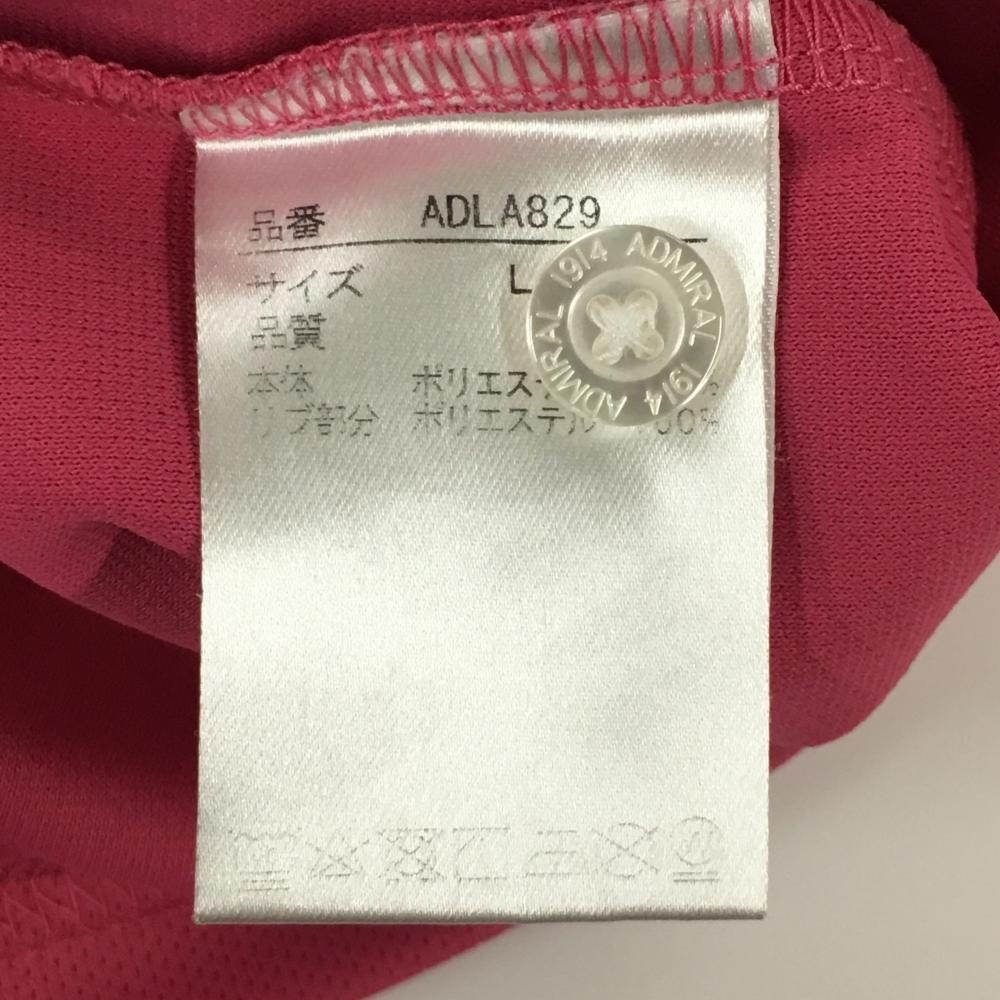 品番 ADLA829
サイズ L
品質
本体 ポリエス %
リブ部分 ポリエステル 100%
ADMIRAL 1914 ADMIRAL 1914